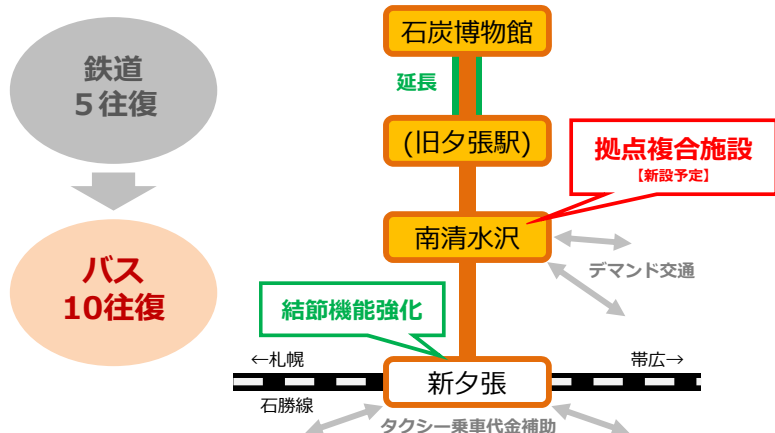 石炭博物館
鉄道
５往復
延長
(旧夕張駅)
拠点複合施設
【新設予定】
南清水沢
デマンド交通
バス
10往復
結節機能強化
←札幌
帯広→
新夕張
石勝線
タクシー乗車代金補助